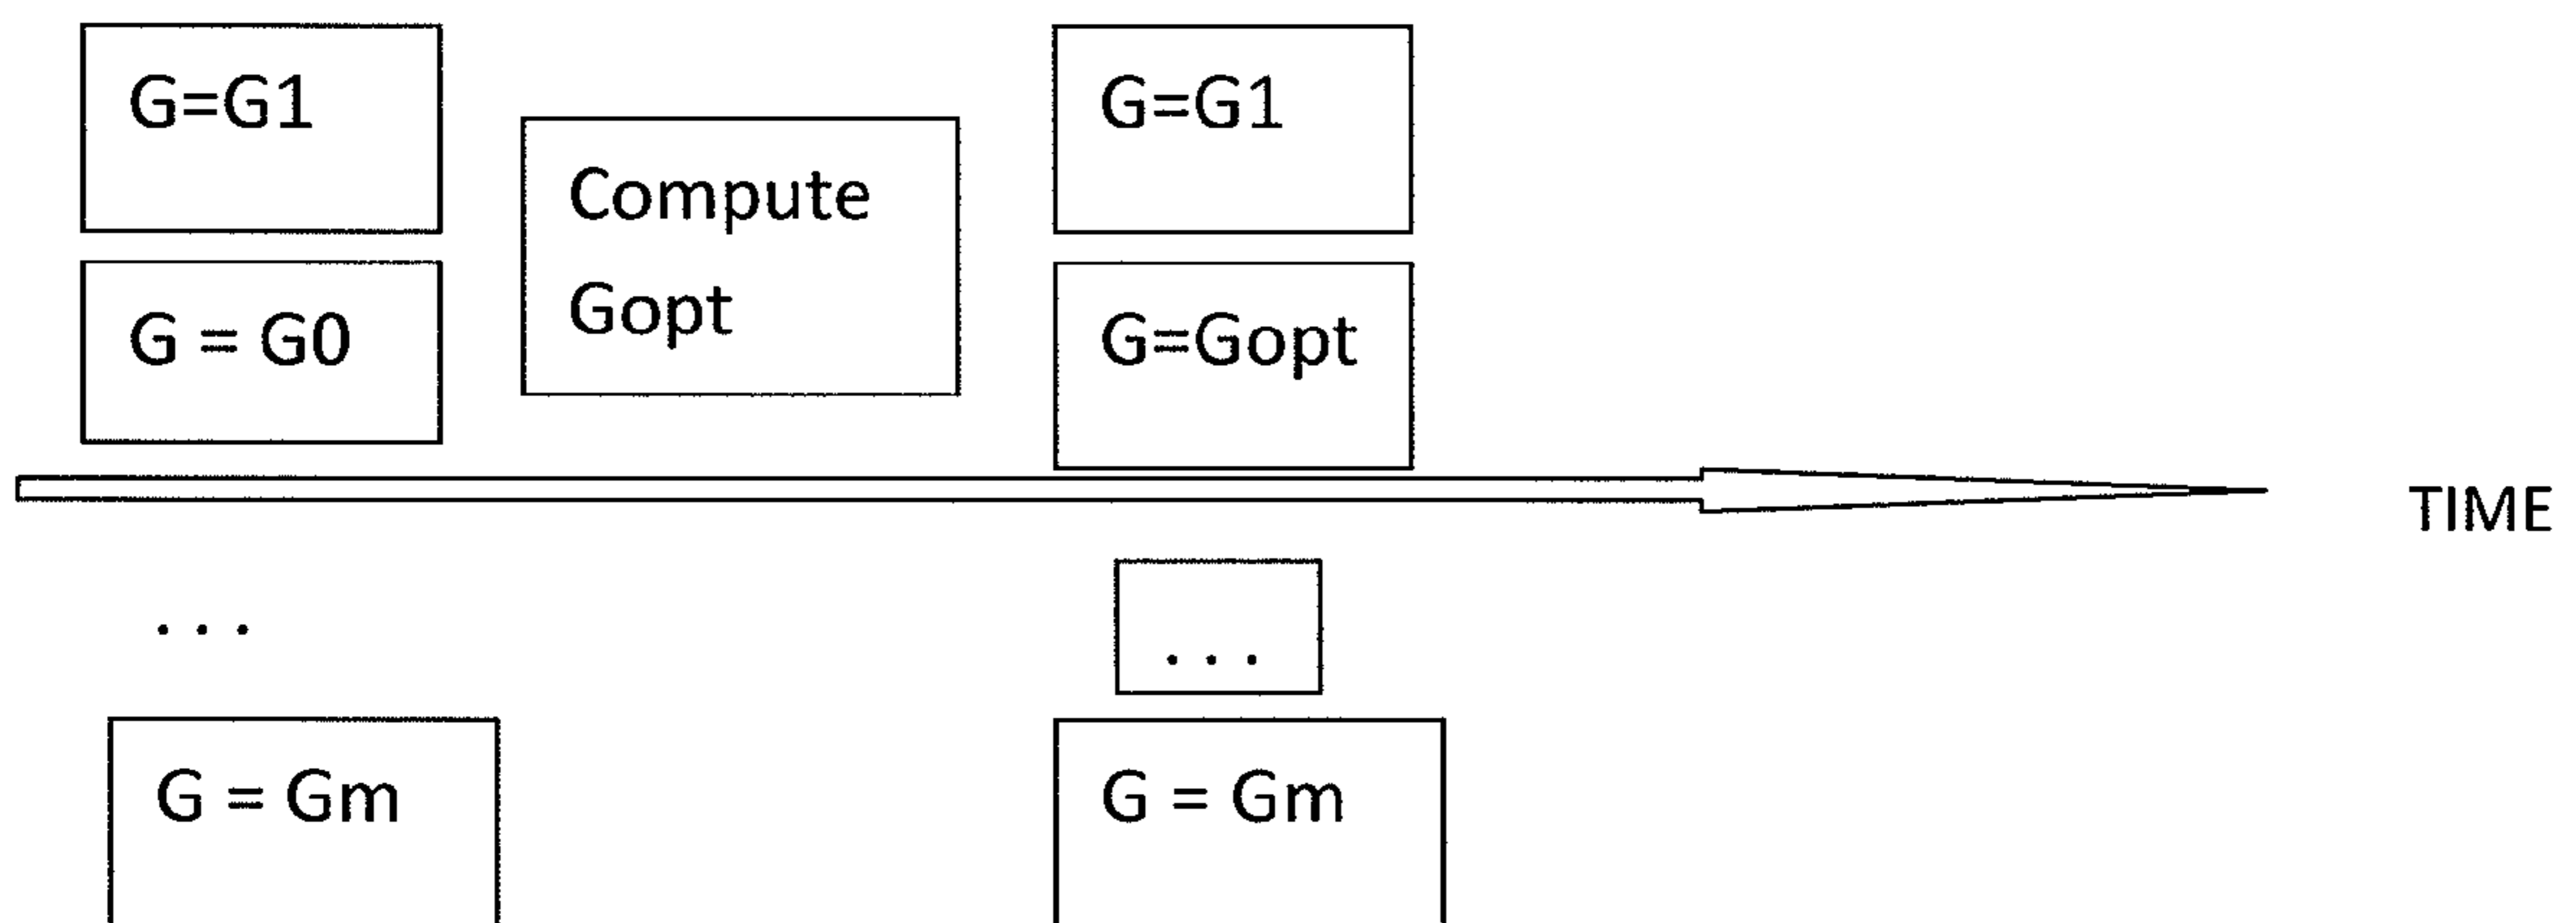 G=G1
G = G0
Compute
Gopt
G=G1
G=Gopt
TIME
. . .
. . .
G = Gm
G = Gm